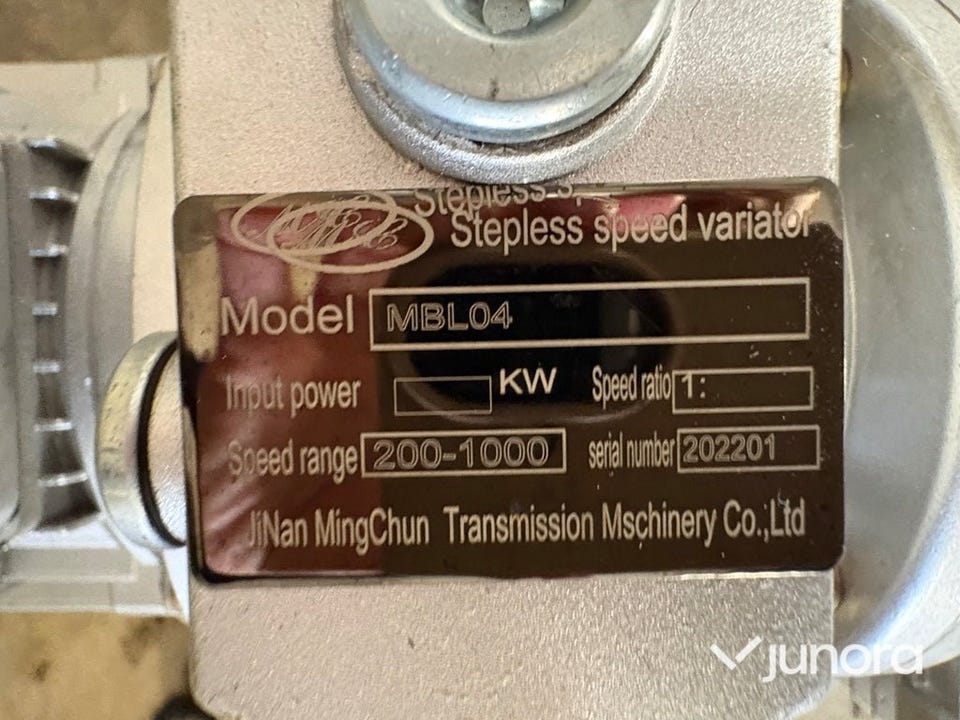 Stepless
Stepless speed variator
Model MBL04
Input power KW Speed ratio 1:
Speed range 200-1000 serial number 202201
JiNan MingChun Transmission Mschinery Co.,Ltd
junora